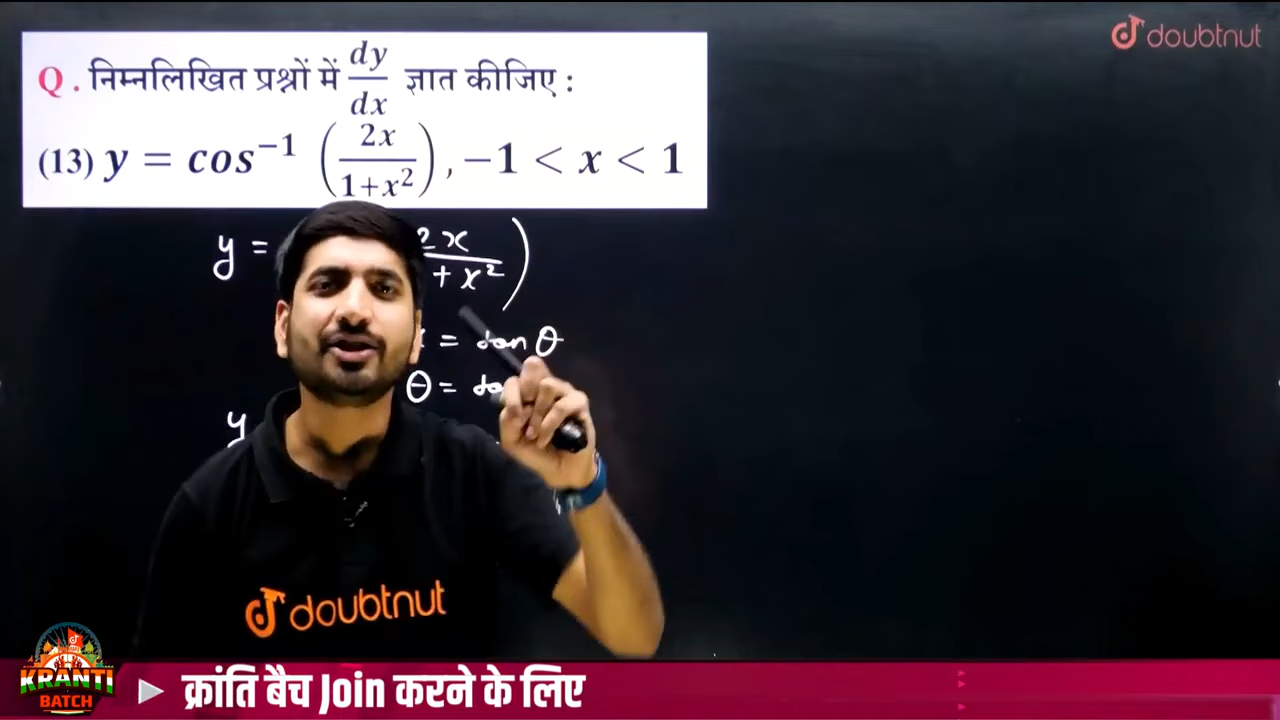 doubtnut
Q. निम्नलिखित प्रश्नों में dy/dx ज्ञात कीजिए :
(13) y = cos⁻¹ (2x/(1+x²)), −1 < x < 1
y = 2x/(+ x²))
= tan θ
θ =
y
doubtnut
KRANTI
BATCH
क्रांति बैच Join करने के लिए